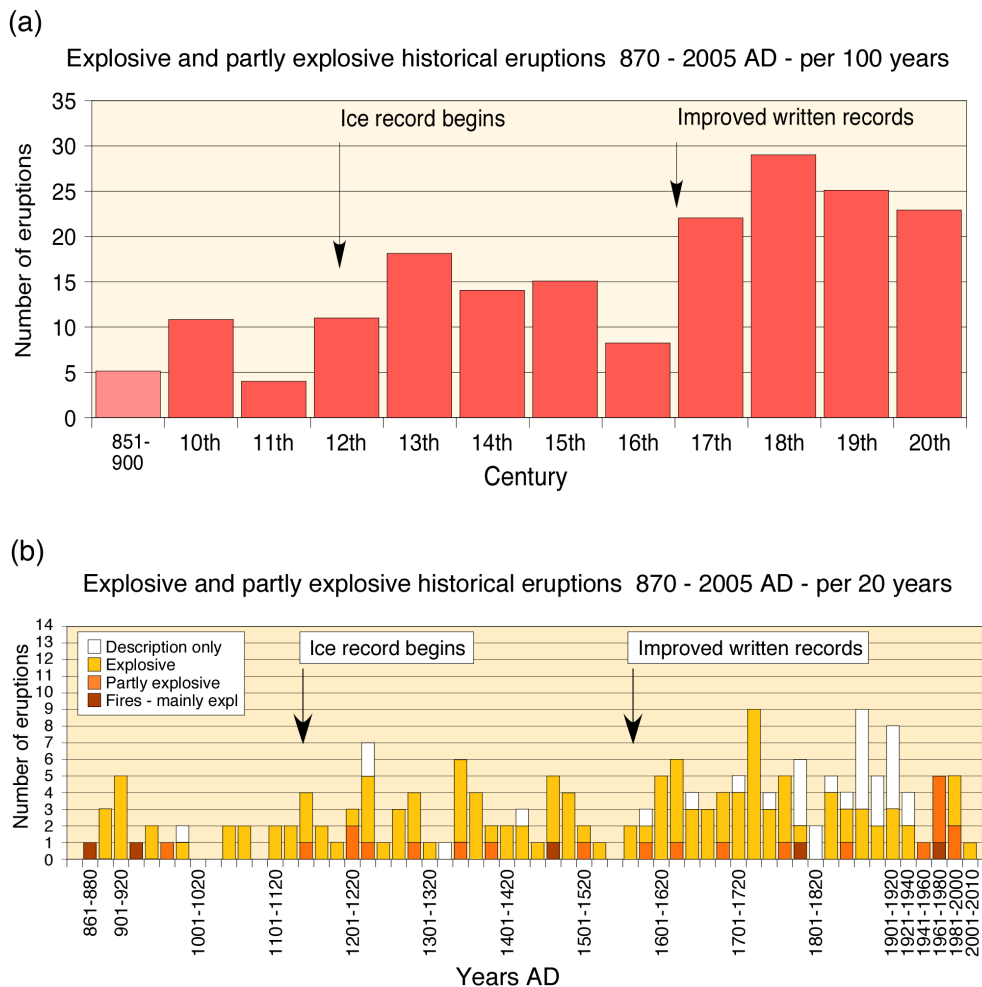 (a)
Explosive and partly explosive historical eruptions 870 - 2005 AD - per 100 years
35
30
25
20
15
10
5
0
Number of eruptions
Ice record begins
Improved written records
851-
900
10th
11th
12th
13th
14th
15th
16th
17th
18th
19th
20th
Century
(b)
Explosive and partly explosive historical eruptions 870 - 2005 AD - per 20 years
14
13
12
11
10
9
8
7
6
5
4
3
2
1
0
Number of eruptions
Description only
Explosive
Partly explosive
Fires - mainly expl
Ice record begins
Improved written records
861-880
901-920
1001-1020
1101-1120
1201-1220
1301-1320
1401-1420
1501-1520
1601-1620
1701-1720
1801-1820
1901-1920
1921-1940
1941-1960
1961-1980
1981-2000
2001-2010
Years AD